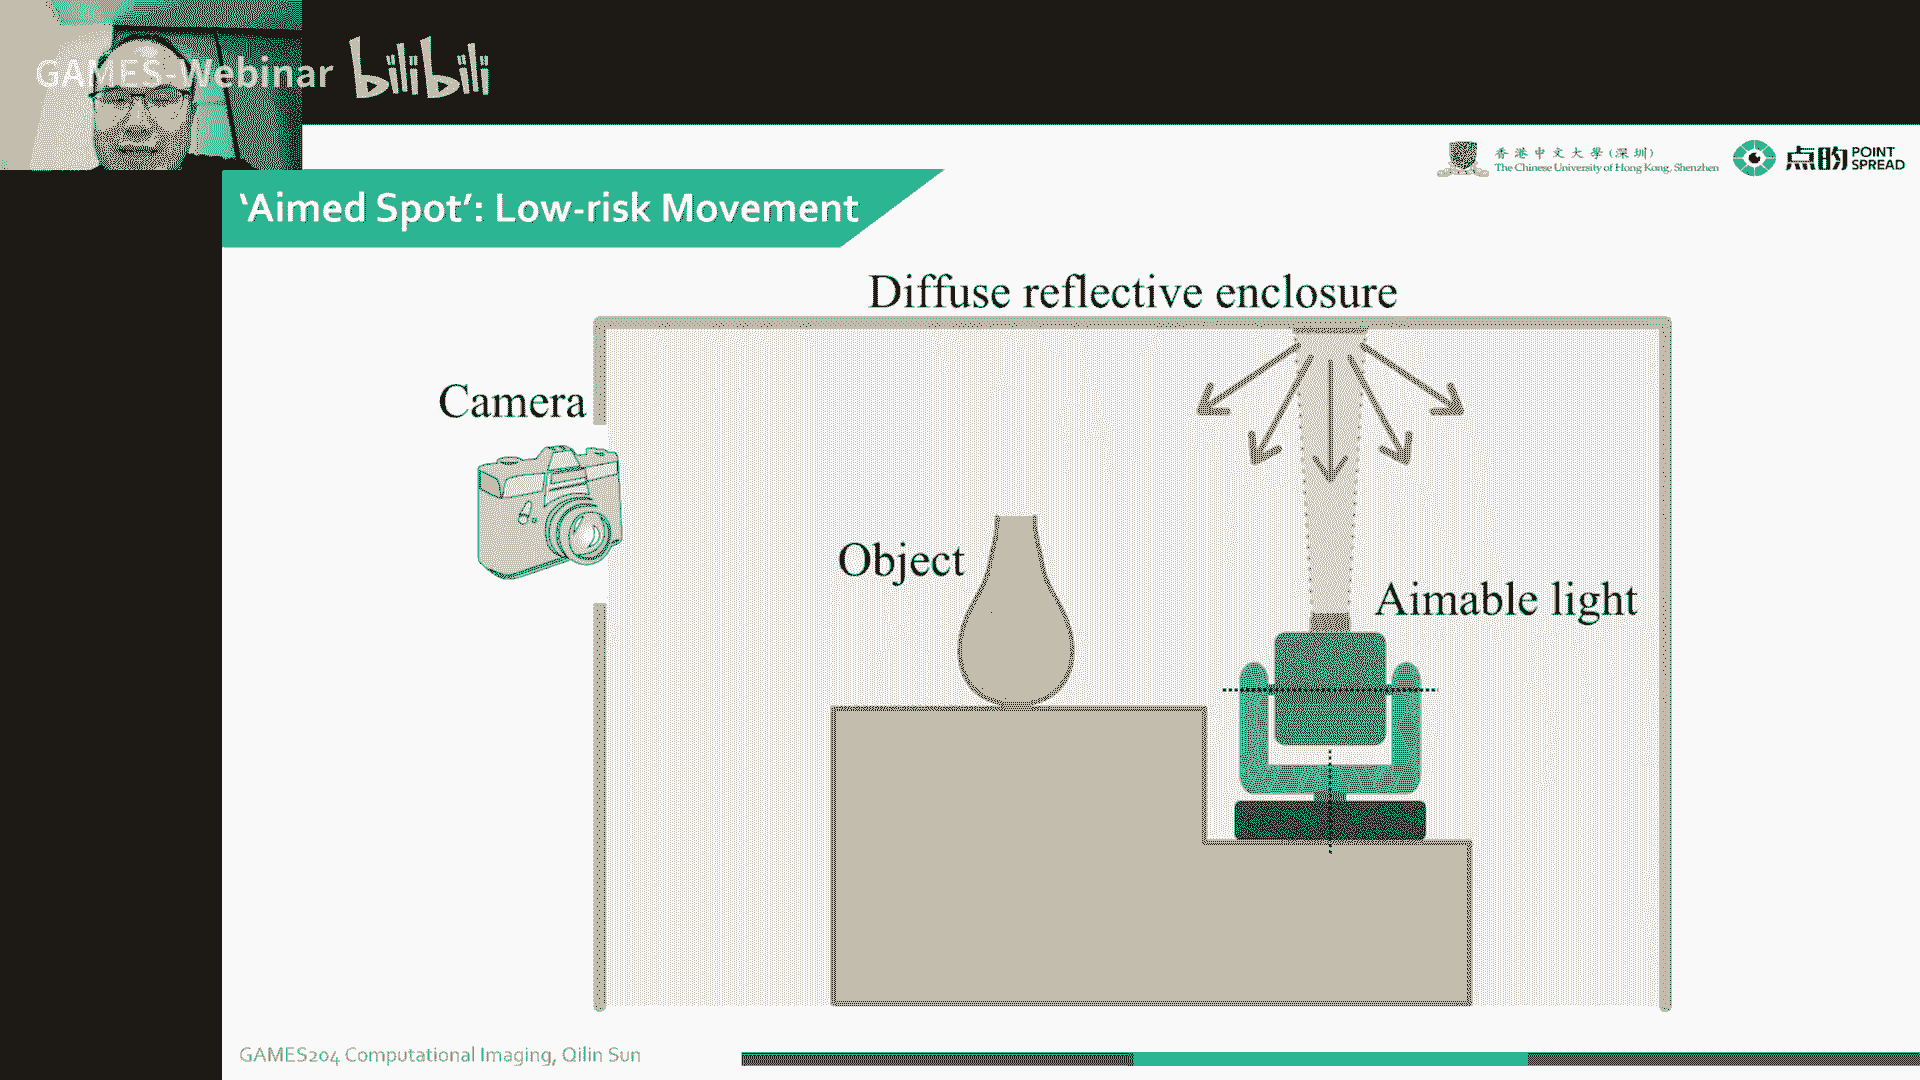 GAMES-Webinar bilibili
香港中文大學(深圳)
The Chinese University of Hong Kong, Shenzhen
点昀 POINT SPREAD
‘Aimed Spot’: Low-risk Movement
Diffuse reflective enclosure
Camera
Object
Aimable light
GAMES204 Computational Imaging, Qilin Sun